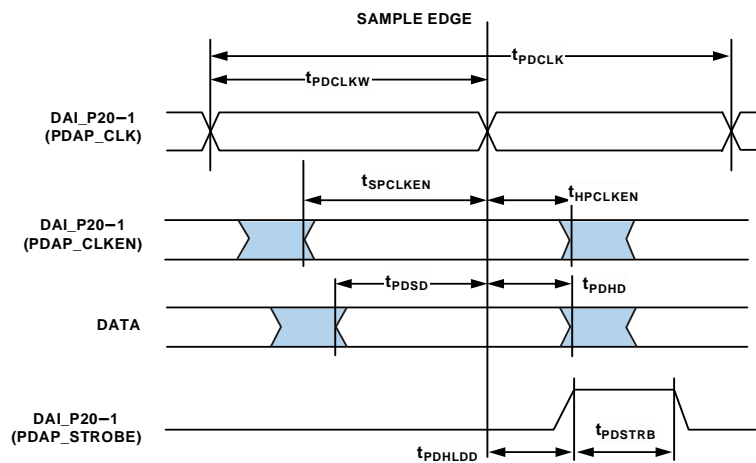 SAMPLE EDGE
tPDCLK
tPDCLKW
DAI_P20–1
(PDAP_CLK)
tSPCLKEN
tHPCLKEN
DAI_P20–1
(PDAP_CLKEN)
tPDSD
tPDHD
DATA
DAI_P20–1
(PDAP_STROBE)
tPDSTRB
tPDHLDD